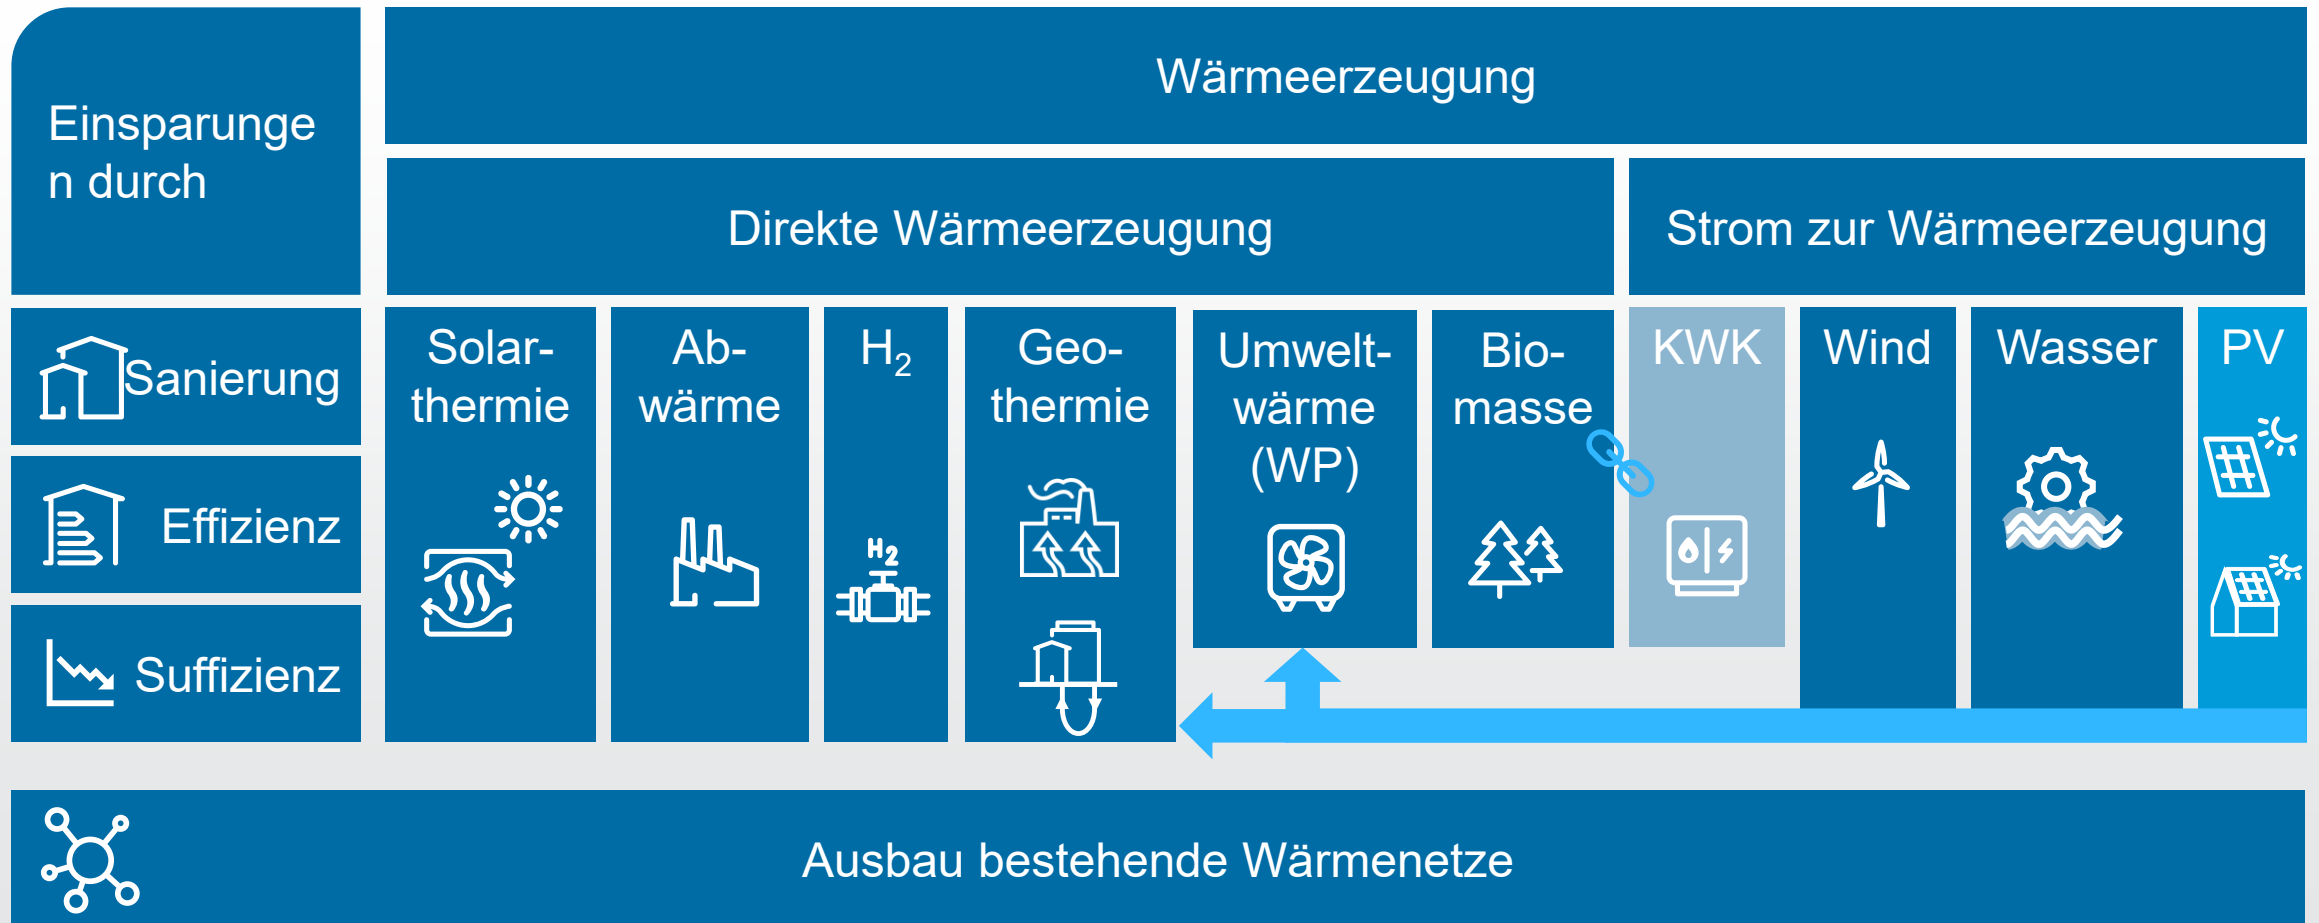 Einsparunge
n durch
Wärmeerzeugung
Direkte Wärmeerzeugung
Strom zur Wärmeerzeugung
Sanierung
Effizienz
Suffizienz
Solar-
thermie
Ab-
wärme
H₂
H2
Geo-
thermie
Umwelt-
wärme
(WP)
Bio-
masse
KWK
Wind
Wasser
PV
Ausbau bestehende Wärmenetze